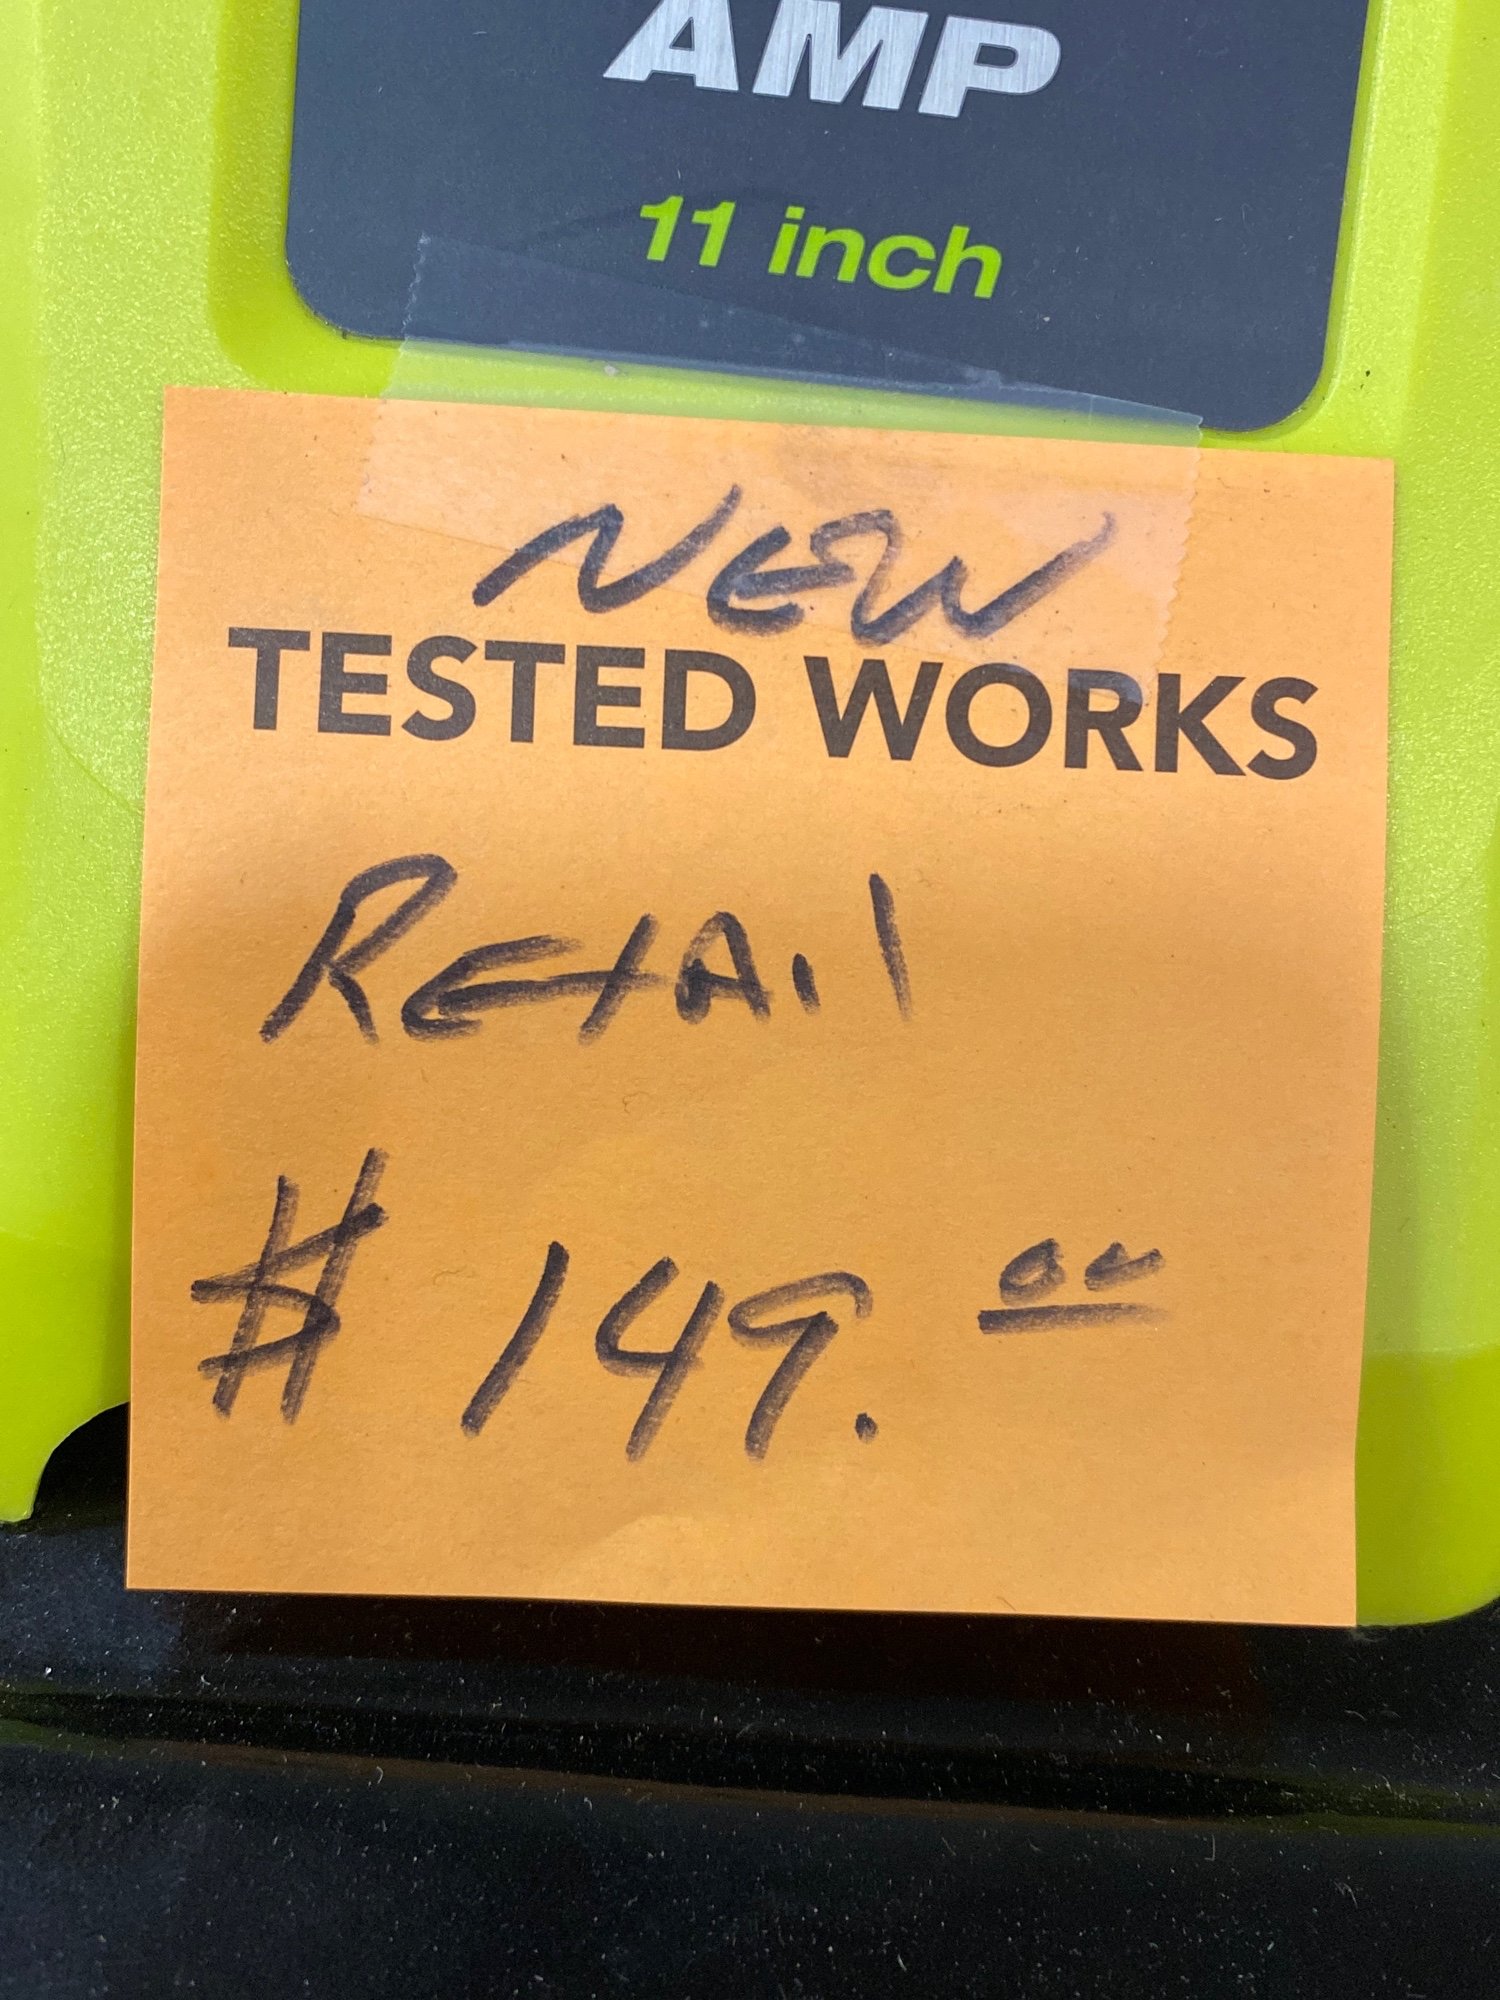 AMP
11 inch
NEW
TESTED WORKS
RETAIL
$ 149.00